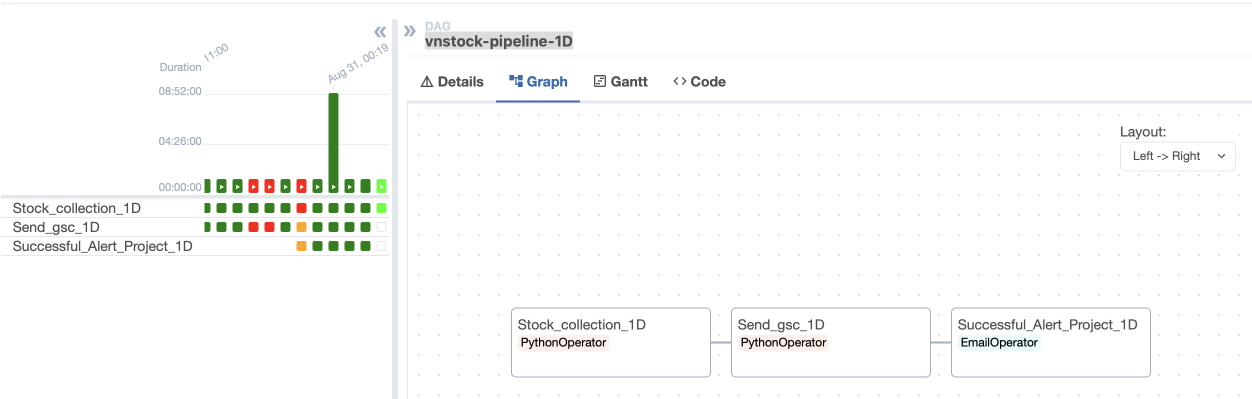 DAG
vnstock-pipeline-1D
11:00
Aug 31, 00:19
Duration
08:52:00
04:26:00
00:00:00
Stock_collection_1D
Send_gsc_1D
Successful_Alert_Project_1D
Details
Graph
Gantt
Code
Layout:
Left -> Right
Stock_collection_1D
PythonOperator
Send_gsc_1D
PythonOperator
Successful_Alert_Project_1D
EmailOperator